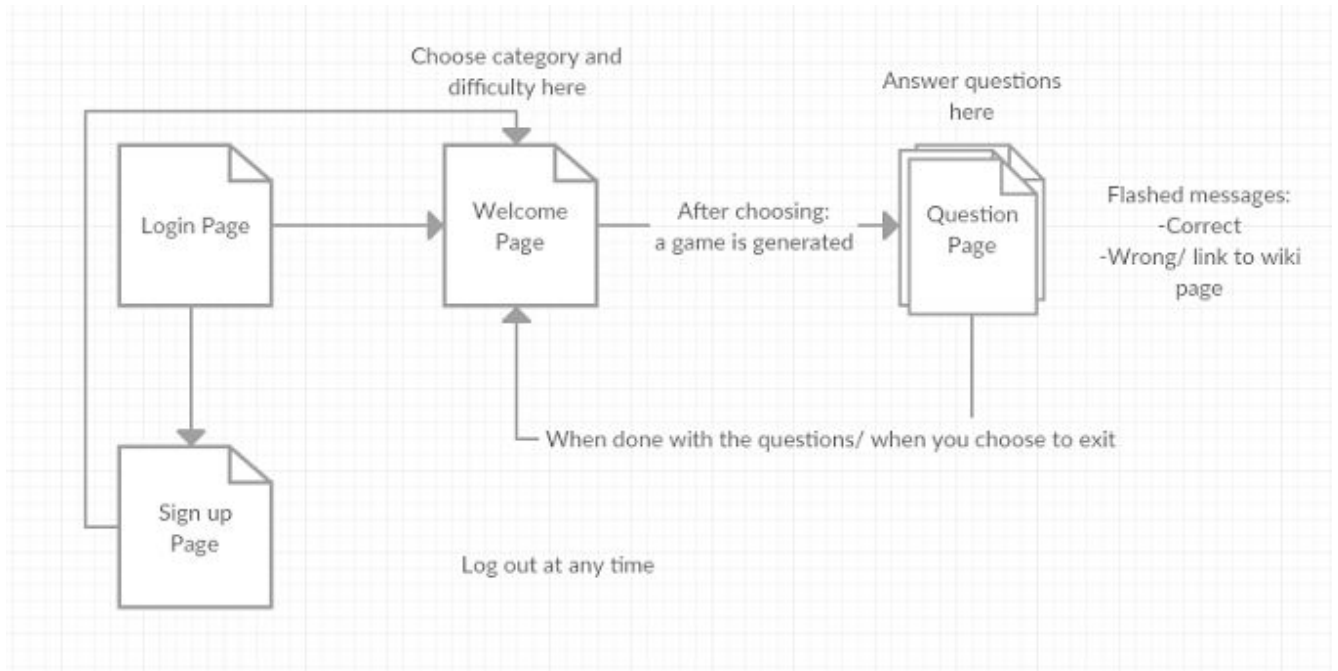 Choose category and
difficulty here
Answer questions
here
Login Page
Welcome
Page
After choosing:
a game is generated
Question
Page
Flashed messages:
-Correct
-Wrong/ link to wiki
page
When done with the questions/ when you choose to exit
Sign up
Page
Log out at any time